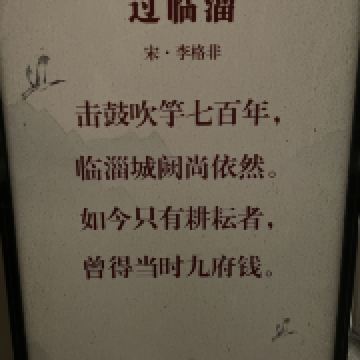 过临淄
宋·李格非
击鼓吹竽七百年，
临淄城阙尚依然。
如今只有耕耘者，
曾得当时九府钱。